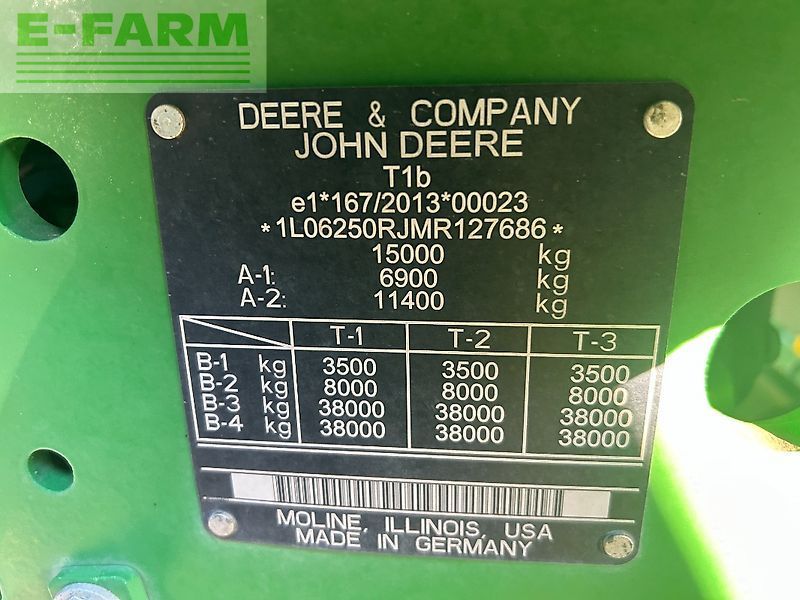 E-FARM
DEERE & COMPANY
JOHN DEERE
T1b
e1*167/2013*00023
*1L06250RJMR127686*
15000 kg
A-1: 6900 kg
A-2: 11400 kg
T-1 T-2 T-3
B-1 kg 3500 3500 3500
B-2 kg 8000 8000 8000
B-3 kg 38000 38000 38000
B-4 kg 38000 38000 38000
MOLINE, ILLINOIS, USA
MADE IN GERMANY